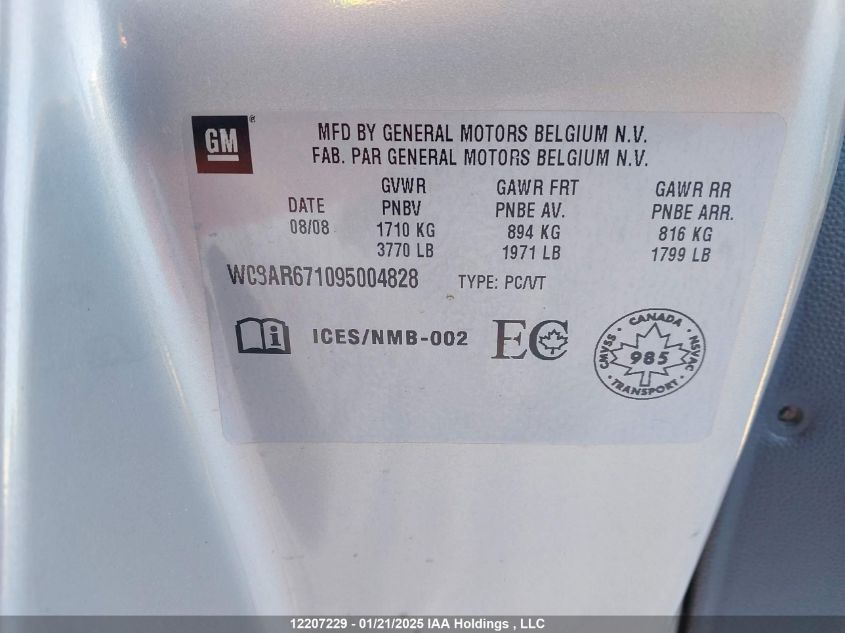 GM
®
MFD BY GENERAL MOTORS BELGIUM N.V.
FAB. PAR GENERAL MOTORS BELGIUM N.V.
GVWR GAWR FRT GAWR RR
DATE PNBV PNBE AV. PNBE ARR.
08/08 1710 KG 894 KG 816 KG
3770 LB 1971 LB 1799 LB
W08AR671095004828 TYPE: PC/VT
i ICES/NMB-002 EC
CANADA
CMVSS 985 NSVAC
TRANSPORT
12207229 - 01/21/2025 IAA Holdings , LLC